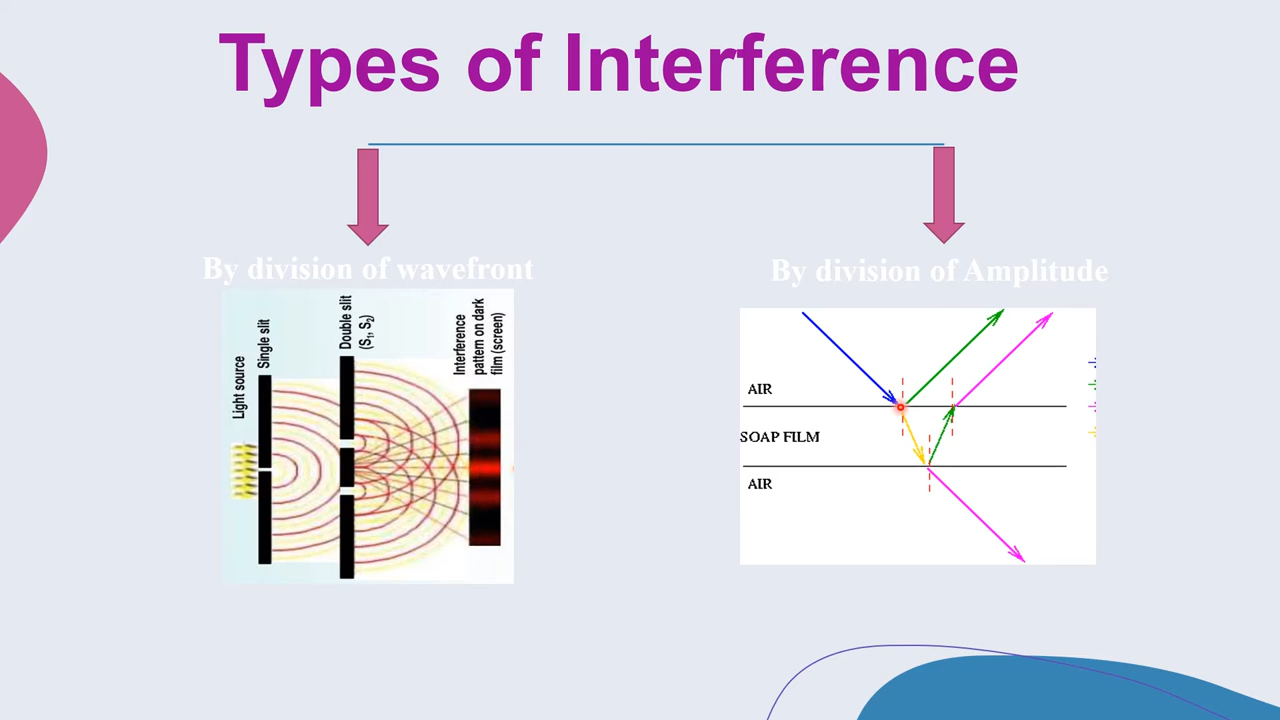 Types of Interference
By division of wavefront
By division of Amplitude
Light source
Single slit
Double slit
(S₁, S₂)
Interference
pattern on dark
film (screen)
AIR
SOAP FILM
AIR